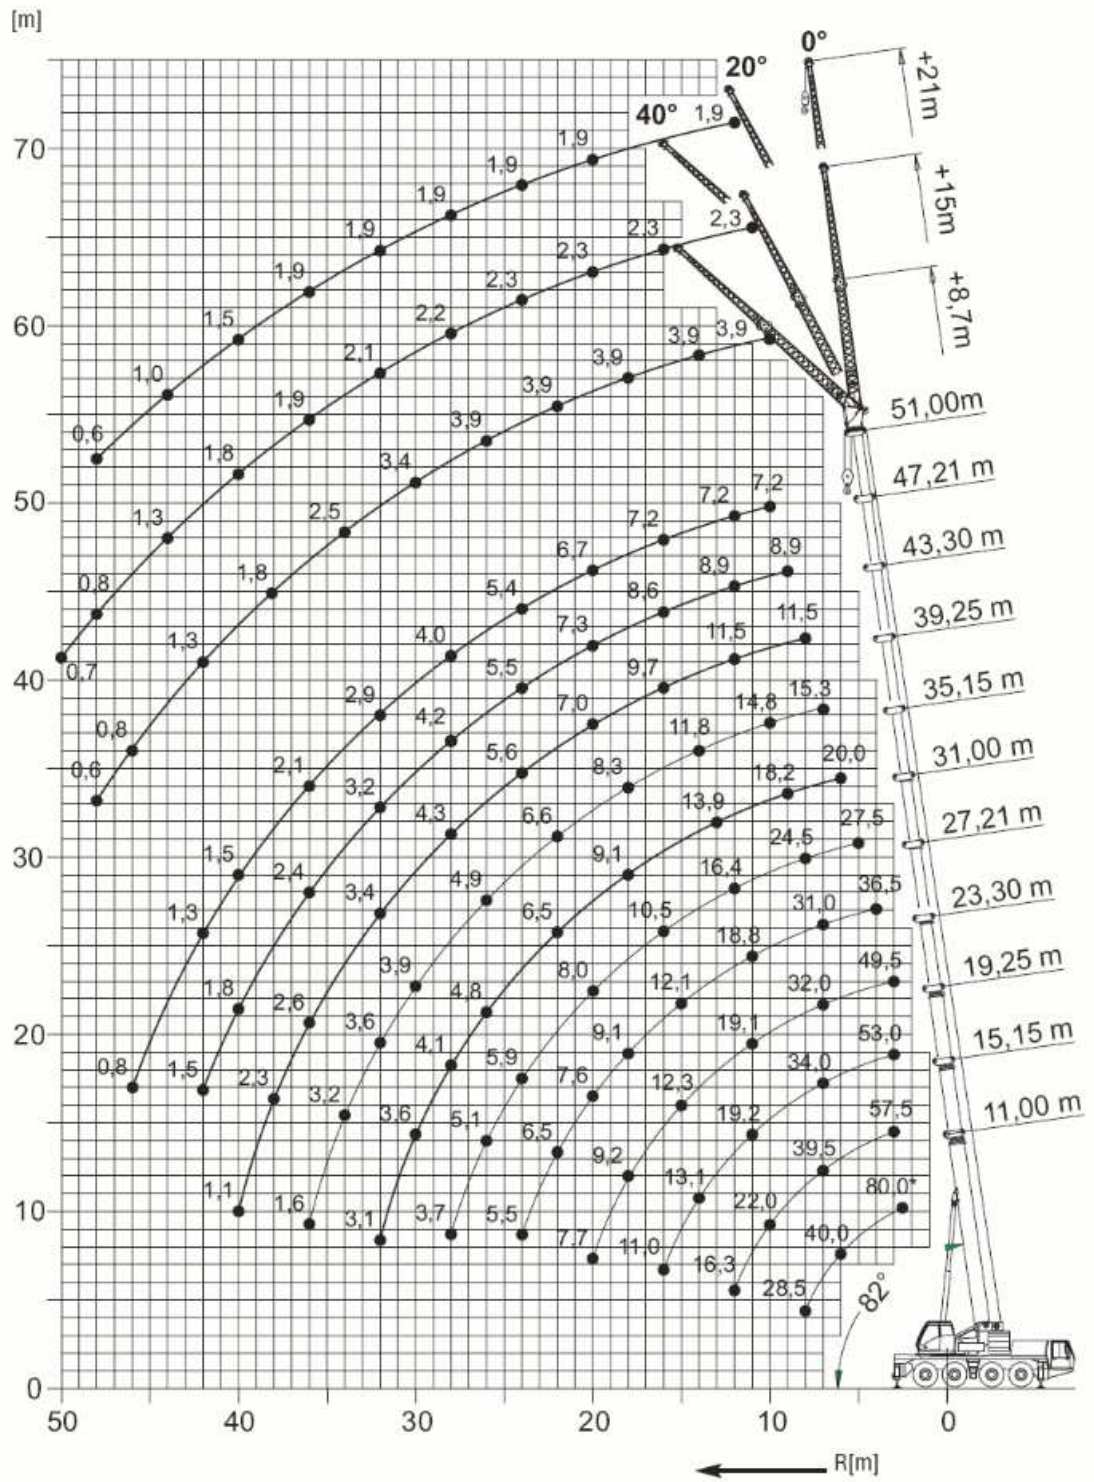 [m]
0°
20°
40°
+21m
+15m
+8,7m
70
60
50
40
30
20
10
0
1,9 1,9 1,9 1,9 1,9 1,9 1,5 1,0 0,6
2,3 2,3 2,3 2,3 2,2 2,1 1,9 1,8 1,3 0,8 0,7
3,9 3,9 3,9 3,9 3,9 3,4 2,5 1,8 1,3 0,8 0,6
7,2 7,2 7,2 6,7 5,4 4,0 2,9 2,1 1,5 1,3 0,8
8,9 8,9 8,6 7,3 5,5 4,2 3,2 2,4 1,8 1,5
11,5 11,5 9,7 7,0 5,6 4,3 3,4 2,6 2,3 1,1
15,3 14,8 11,8 8,3 6,6 4,9 3,9 3,6 3,2 1,6
20,0 18,2 13,9 9,1 6,5 4,8 4,1 3,6 3,1
27,5 24,5 16,4 10,5 8,0 5,9 5,1 3,7
36,5 31,0 18,8 12,1 9,1 7,6 6,5 5,5
49,5 32,0 19,1 12,3 9,2 7,7
53,0 34,0 19,2 13,1 11,0
57,5 39,5 22,0 16,3
80,0* 40,0 28,5
51,00m
47,21 m
43,30 m
39,25 m
35,15 m
31,00 m
27,21 m
23,30 m
19,25 m
15,15 m
11,00 m
82°
50 40 30 20 10 0
R[m]